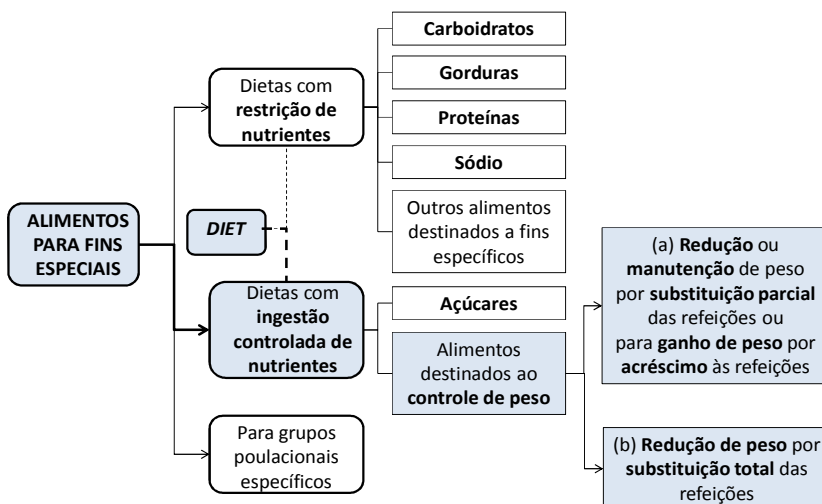 ALIMENTOS
PARA FINS
ESPECIAIS
Dietas com
restrição de
nutrientes
DIET
Dietas com
ingestão
controlada de
nutrientes
Para grupos
poulacionais
específicos
Carboidratos
Gorduras
Proteínas
Sódio
Outros alimentos
destinados a fins
específicos
Açúcares
Alimentos
destinados ao
controle de peso
(a) Redução ou
manutenção de peso
por substituição parcial
das refeições ou
para ganho de peso por
acréscimo às refeições
(b) Redução de peso por
substituição total das
refeições